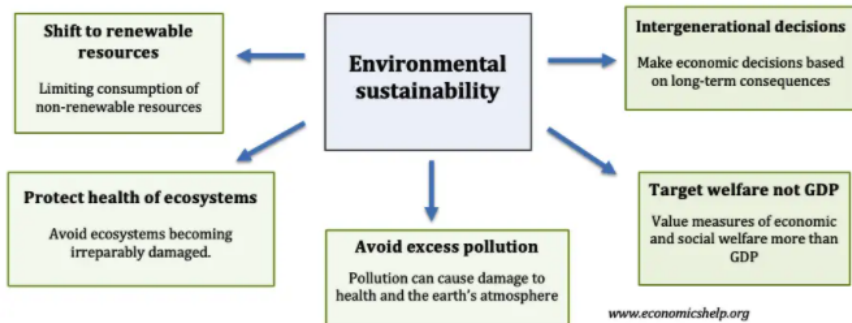 Shift to renewable
resources
Limiting consumption of
non-renewable resources
Environmental
sustainability
Intergenerational decisions
Make economic decisions based
on long-term consequences
Protect health of ecosystems
Avoid ecosystems becoming
irreparably damaged.
Avoid excess pollution
Pollution can cause damage to
health and the earth's atmosphere
Target welfare not GDP
Value measures of economic
and social welfare more than
GDP
www.economicshelp.org